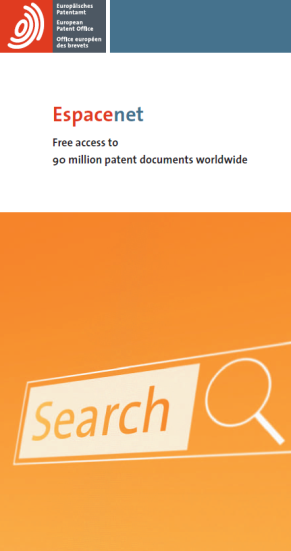 Europäisches
Patentamt
European
Patent Office
Office européen
des brevets
Espacenet
Free access to
90 million patent documents worldwide
Search